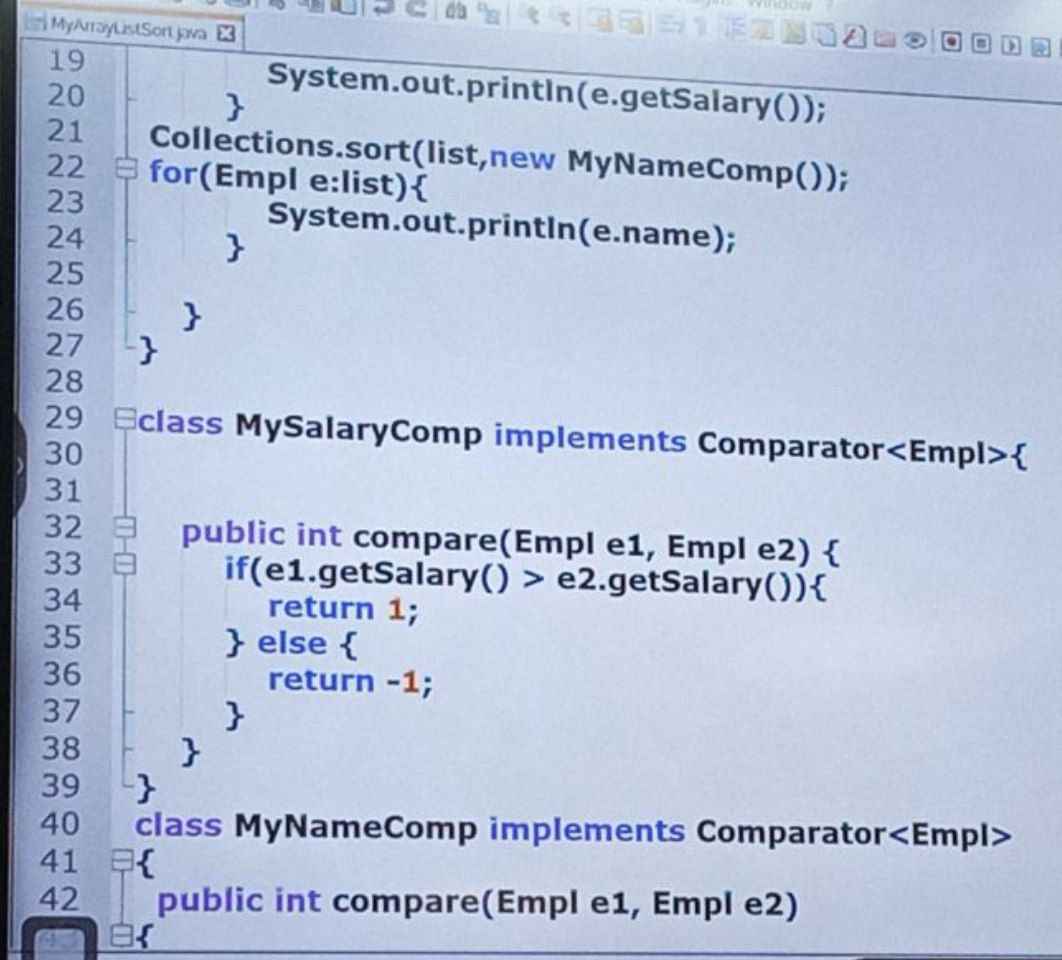 Window ?
MyArrayListSort.java
19 System.out.println(e.getSalary());
20 }
21 Collections.sort(list,new MyNameComp());
22 for(Empl e:list){
23 System.out.println(e.name);
24 }
25
26 }
27 }
28
29 class MySalaryComp implements Comparator<Empl>{
30
31
32 public int compare(Empl e1, Empl e2) {
33 if(e1.getSalary() > e2.getSalary()){
34 return 1;
35 } else {
36 return -1;
37 }
38 }
39 }
40 class MyNameComp implements Comparator<Empl>
41 {
42 public int compare(Empl e1, Empl e2)
{